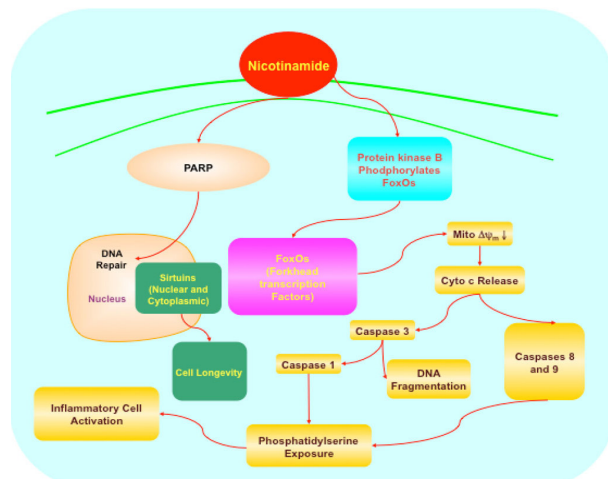 Nicotinamide
PARP
Protein kinase B
Phodphorylates
FoxOs
DNA
Repair
Nucleus
Sirtuins
(Nuclear and
Cytoplasmic)
FoxOs
(Forkhead
transcription
Factors)
Mito Δψm ↓
Cyto c Release
Caspase 3
Caspases 8
and 9
Cell Longevity
Caspase 1
DNA
Fragmentation
Inflammatory Cell
Activation
Phosphatidylserine
Exposure